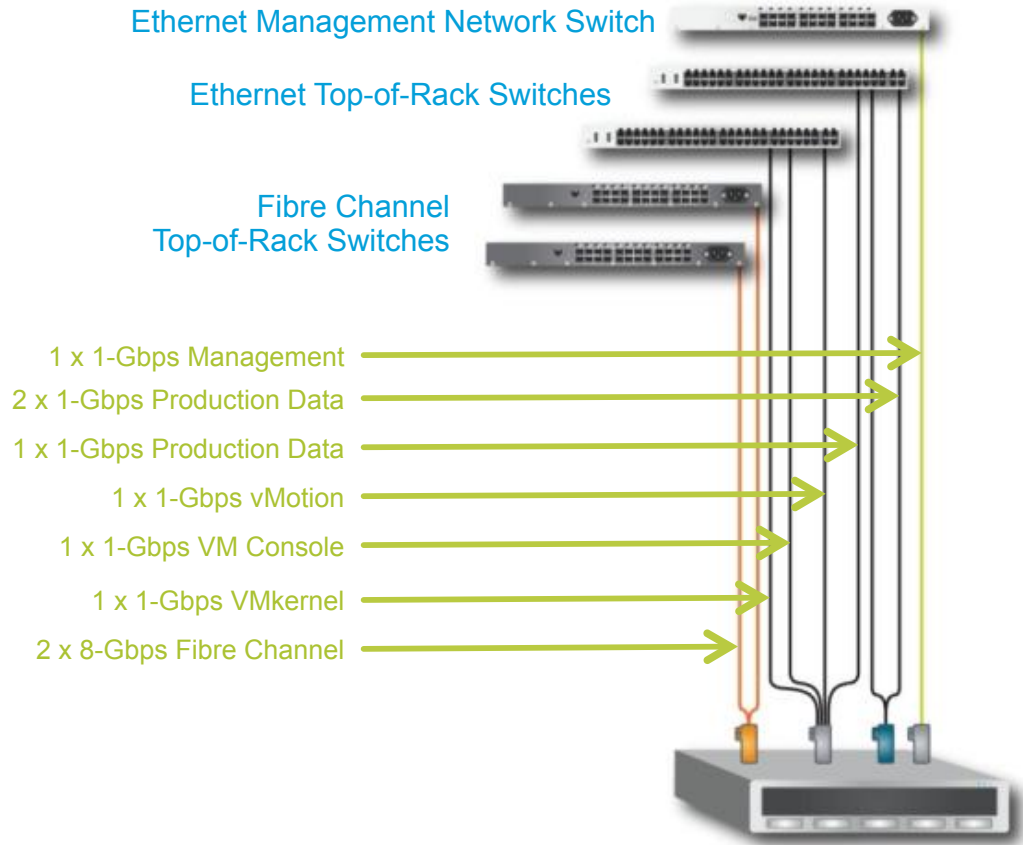 Ethernet Management Network Switch
Ethernet Top-of-Rack Switches
Fibre Channel
Top-of-Rack Switches
1 x 1-Gbps Management
2 x 1-Gbps Production Data
1 x 1-Gbps Production Data
1 x 1-Gbps vMotion
1 x 1-Gbps VM Console
1 x 1-Gbps VMkernel
2 x 8-Gbps Fibre Channel